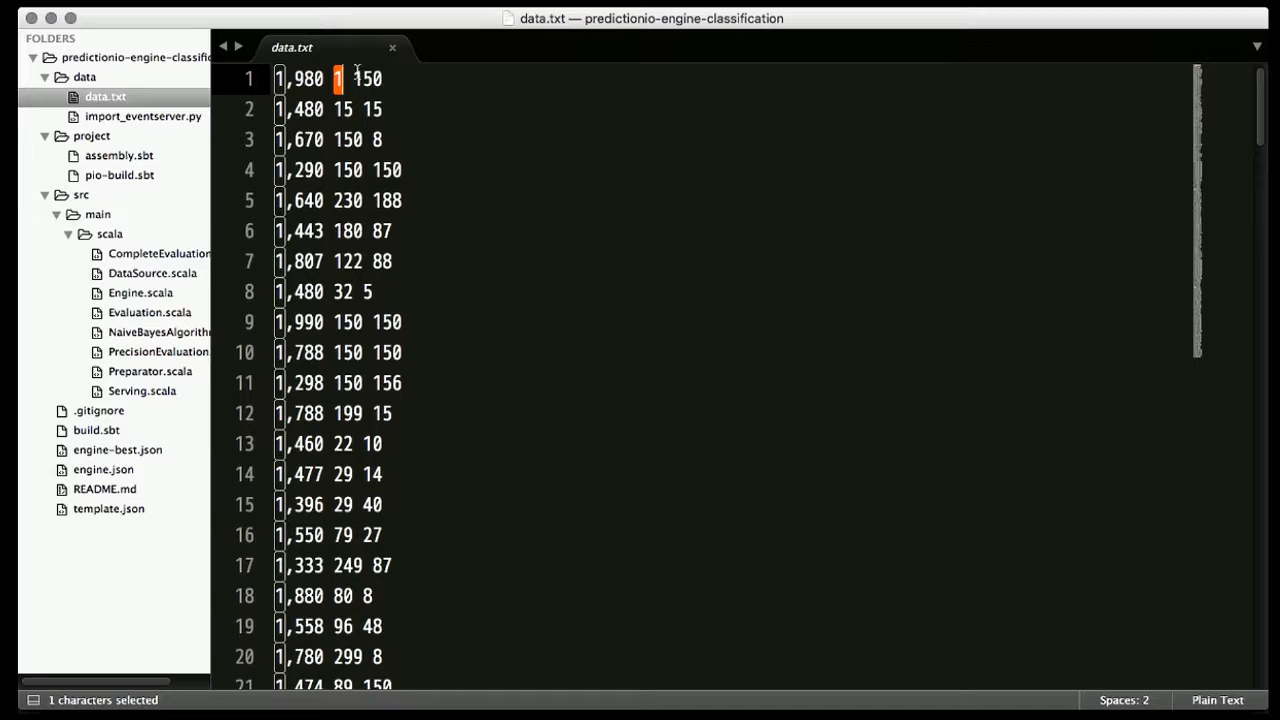 data.txt — predictionio-engine-classification
FOLDERS
predictionio-engine-classific
data
data.txt
import_eventserver.py
project
assembly.sbt
pio-build.sbt
src
main
scala
CompleteEvaluation
DataSource.scala
Engine.scala
Evaluation.scala
NaiveBayesAlgorith
PrecisionEvaluation.
Preparator.scala
Serving.scala
.gitignore
build.sbt
engine-best.json
engine.json
README.md
template.json
data.txt
1 1,980 1 150
2 1,480 15 15
3 1,670 150 8
4 1,290 150 150
5 1,640 230 188
6 1,443 180 87
7 1,807 122 88
8 1,480 32 5
9 1,990 150 150
10 1,788 150 150
11 1,298 150 156
12 1,788 199 15
13 1,460 22 10
14 1,477 29 14
15 1,396 29 40
16 1,550 79 27
17 1,333 249 87
18 1,880 80 8
19 1,558 96 48
20 1,780 299 8
21 1,474 89 150
1 characters selected
Spaces: 2
Plain Text